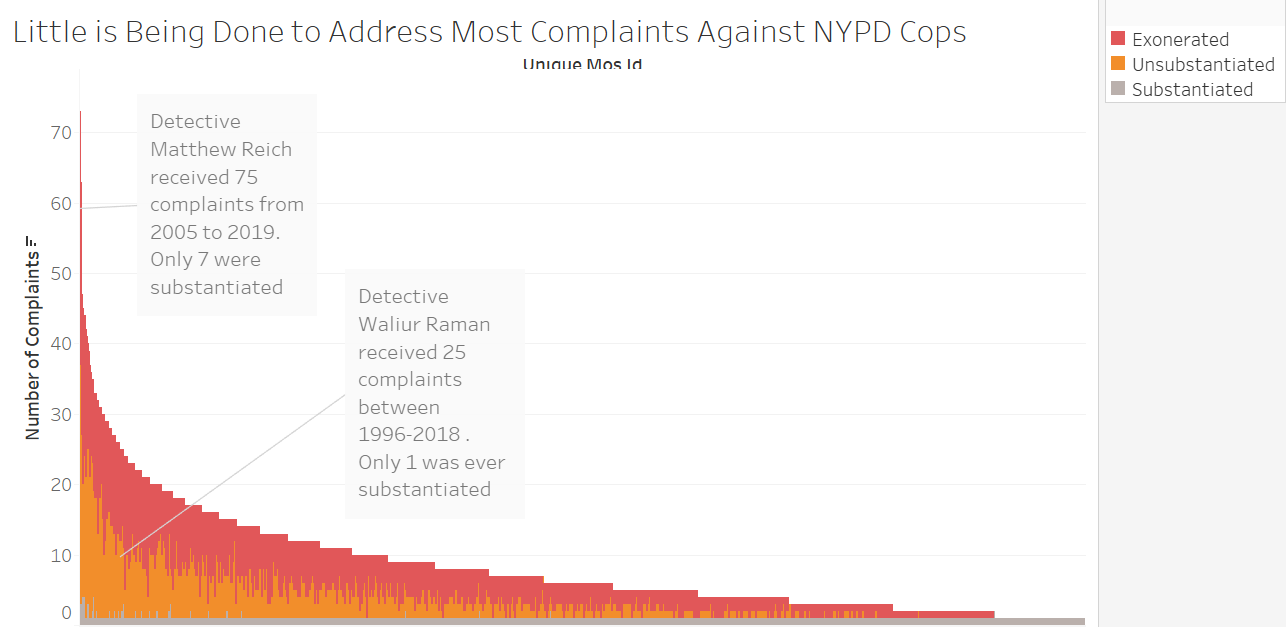 Little is Being Done to Address Most Complaints Against NYPD Cops
Unique Mos Id
Exonerated
Unsubstantiated
Substantiated
Number of Complaints
70
60
50
40
30
20
10
0
Detective
Matthew Reich
received 75
complaints from
2005 to 2019.
Only 7 were
substantiated
Detective
Waliur Raman
received 25
complaints
between
1996-2018 .
Only 1 was ever
substantiated